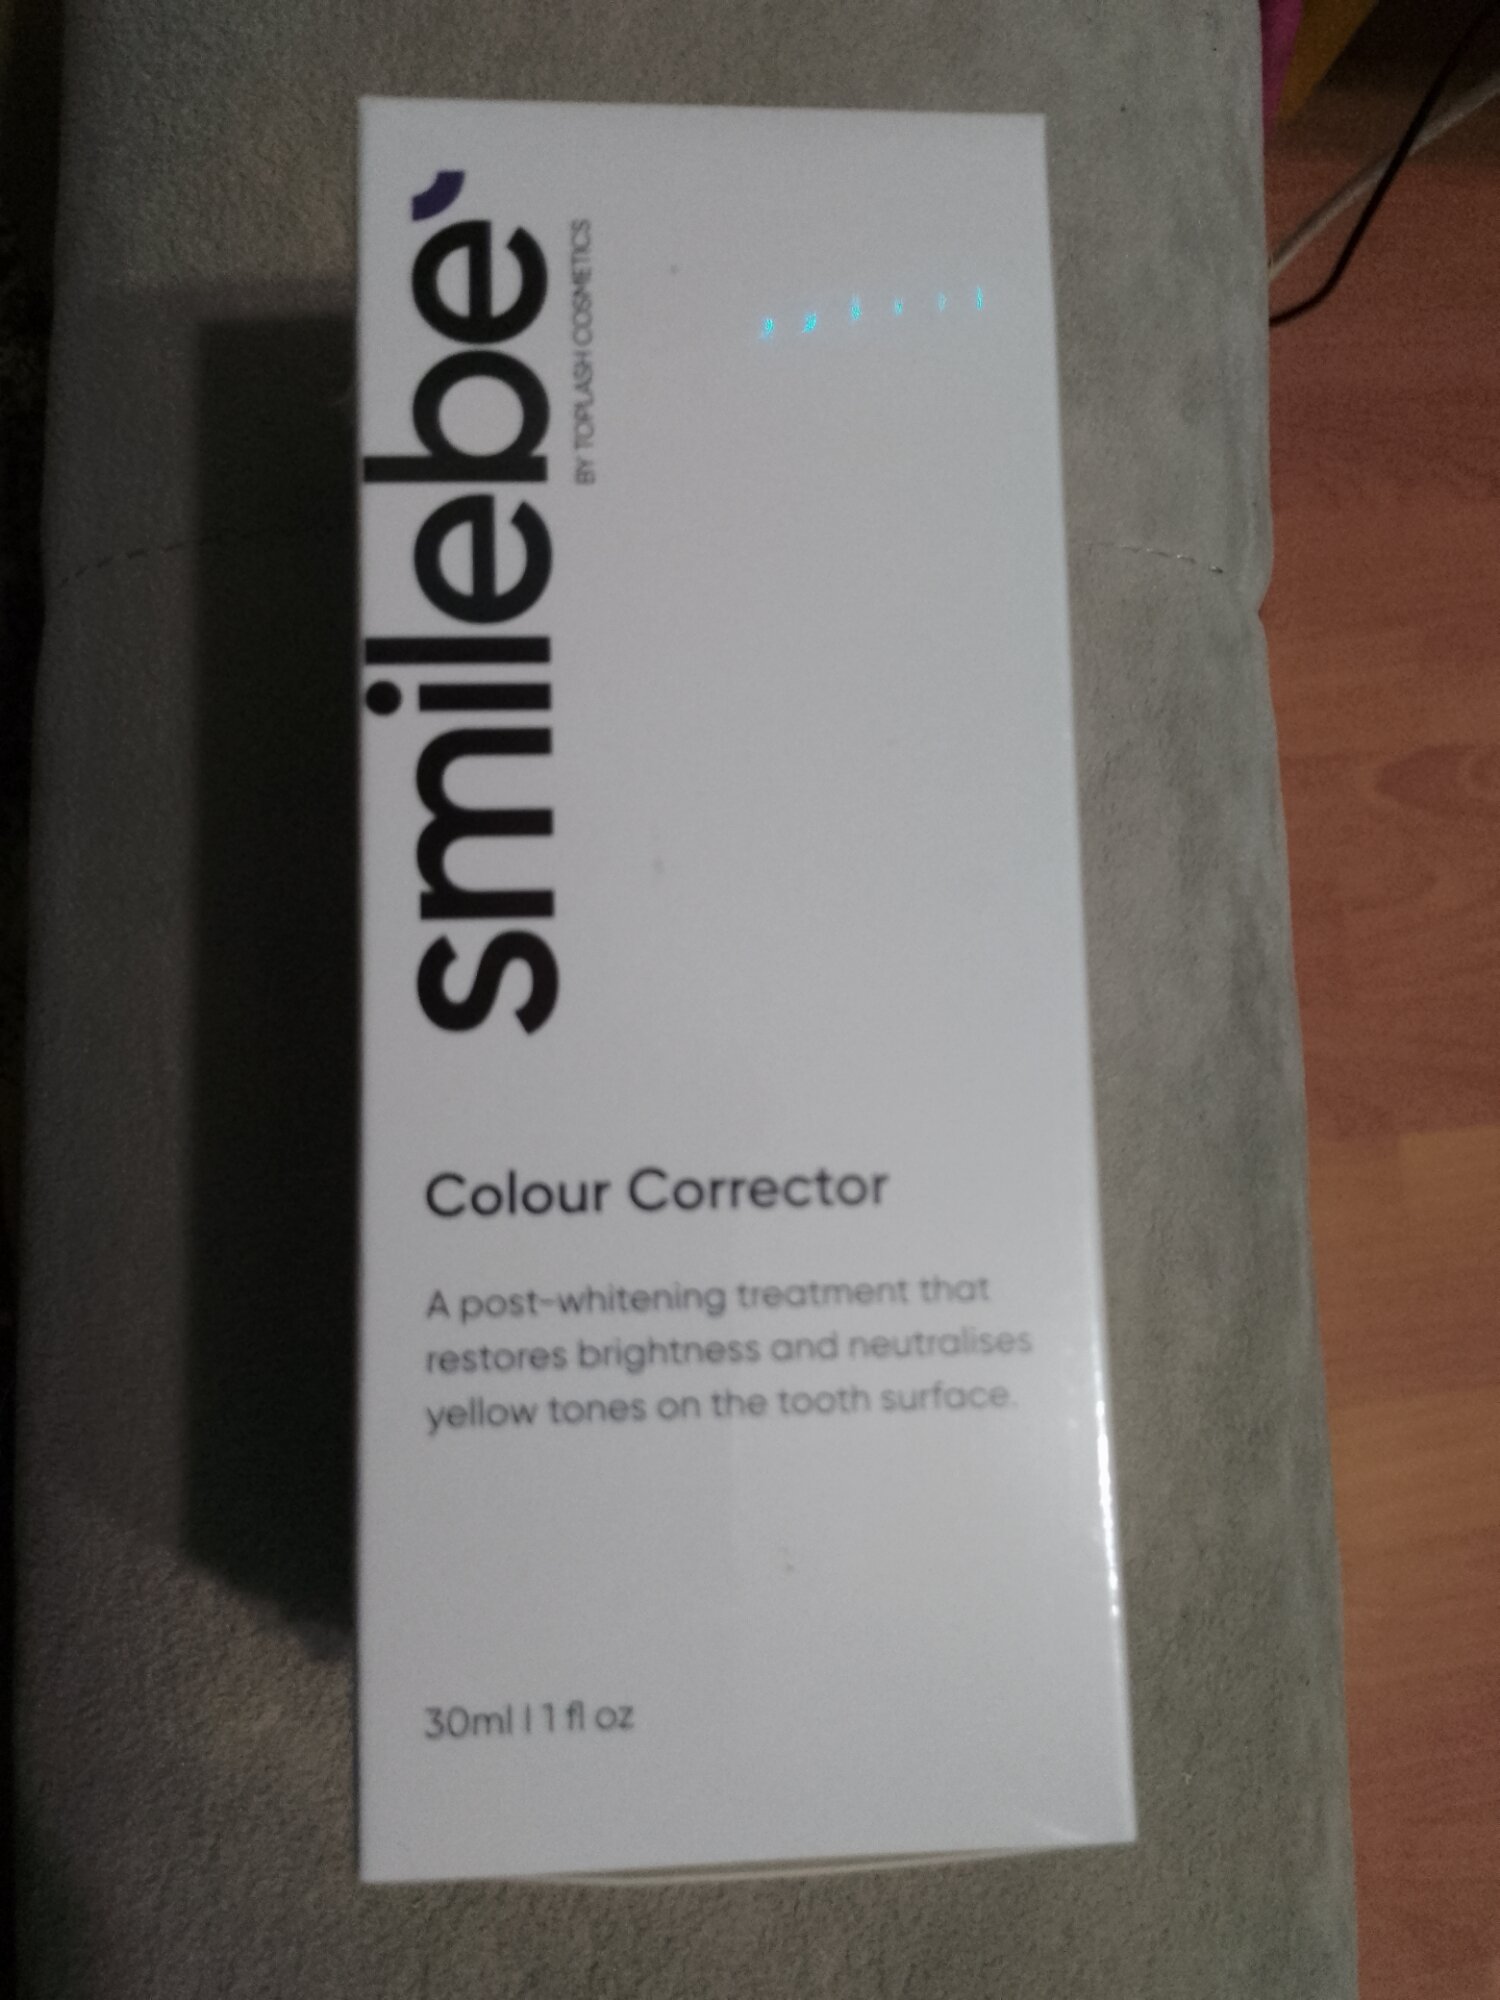 smilebe
BY TOPLASH COSMETICS
Colour Corrector
A post-whitening treatment that
restores brightness and neutralises
yellow tones on the tooth surface.
30ml | 1 fl oz